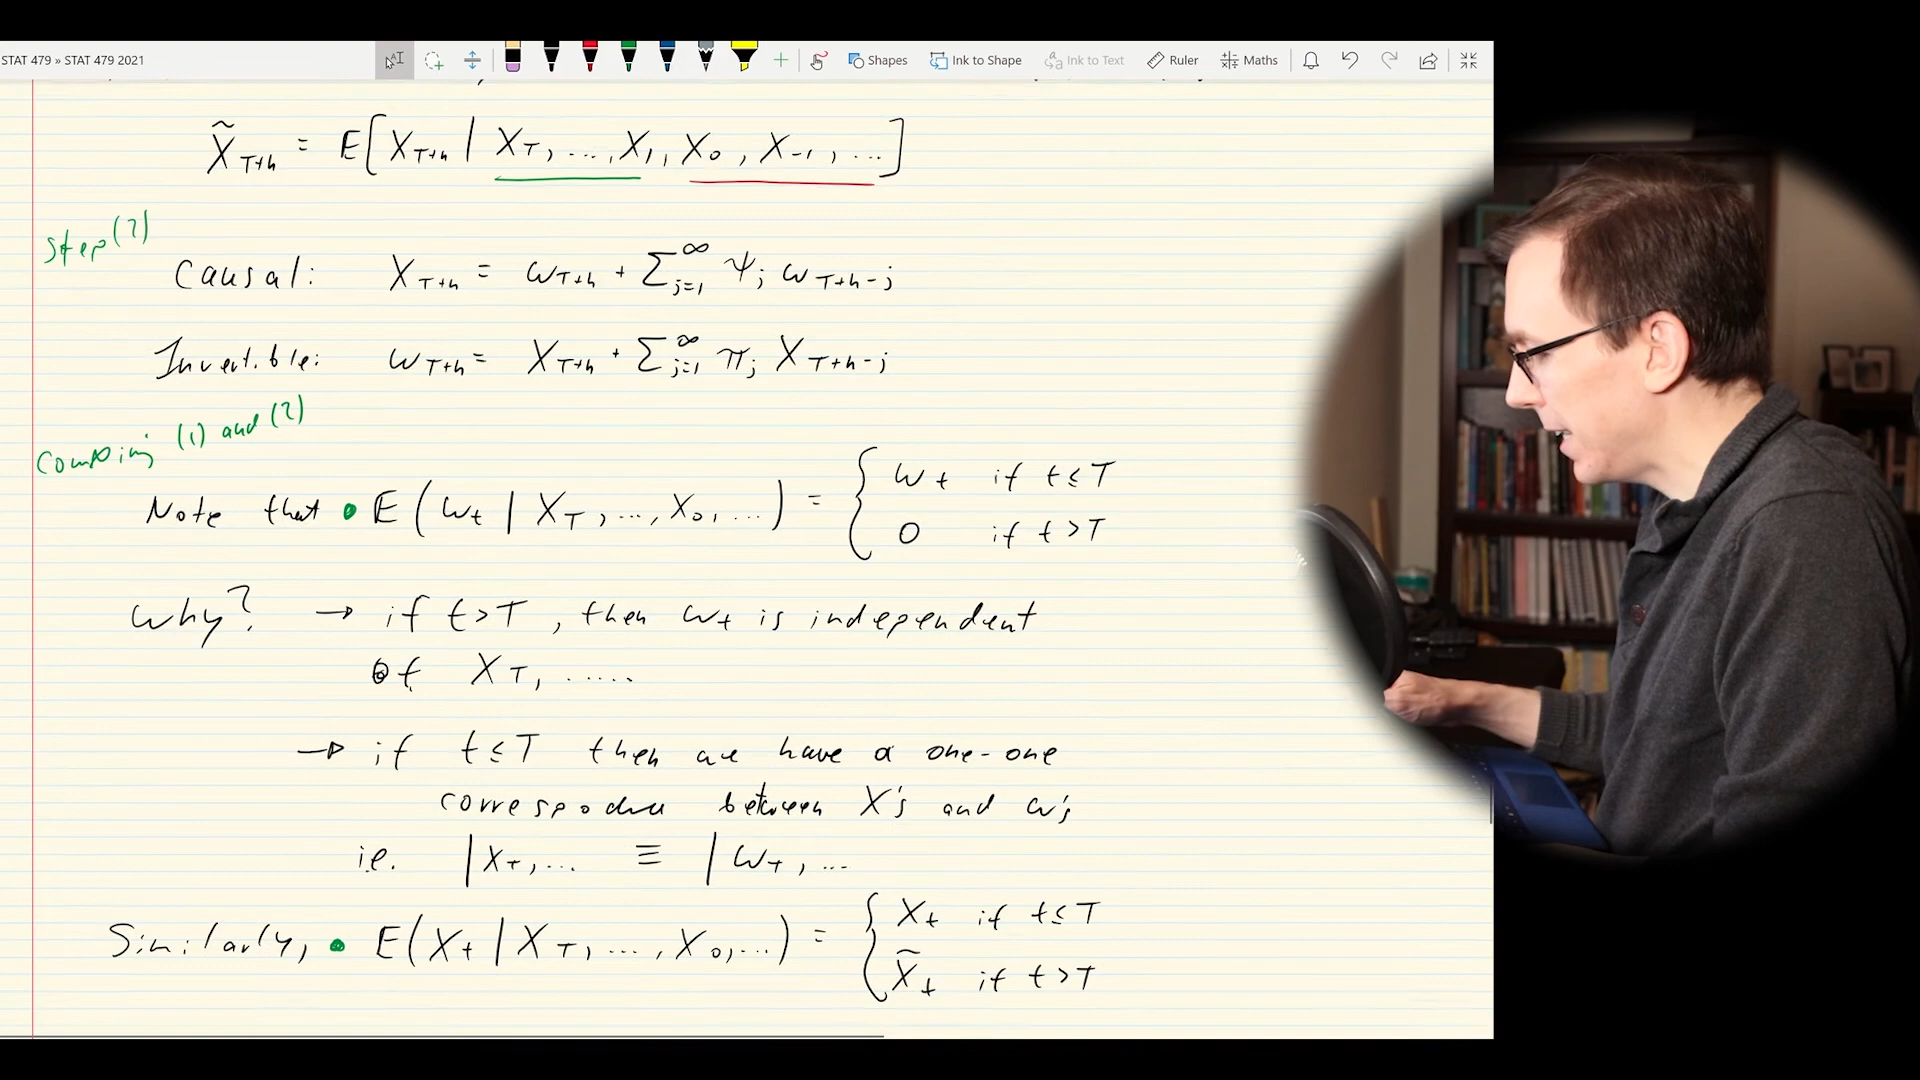 STAT 479 » STAT 479 2021
Shapes Ink to Shape Ink to Text Ruler Maths
X̃_{T+h} = E[X_{T+h} | X_T, ..., X_1, X_0, X_{-1}, ...]
Step (2)
Causal: X_{T+h} = w_{T+h} + Σ_{j=1}^∞ ψ_j w_{T+h-j}
Invertible: w_{T+h} = X_{T+h} + Σ_{j=1}^∞ π_j X_{T+h-j}
(1) and (2)
Note that • E(w_t | X_T, ..., X_0, ...) = { w_t if t ≤ T
0 if t > T
Why? → if t > T, then w_t is independent
of X_T, .....
→ if t ≤ T then we have a one-one
between X's and w's
i.e. | X_T, ... ≡ | w_T, ...
Similarly, • E(X_t | X_T, ..., X_0, ...) = { X_t if t ≤ T
X̃_t if t > T